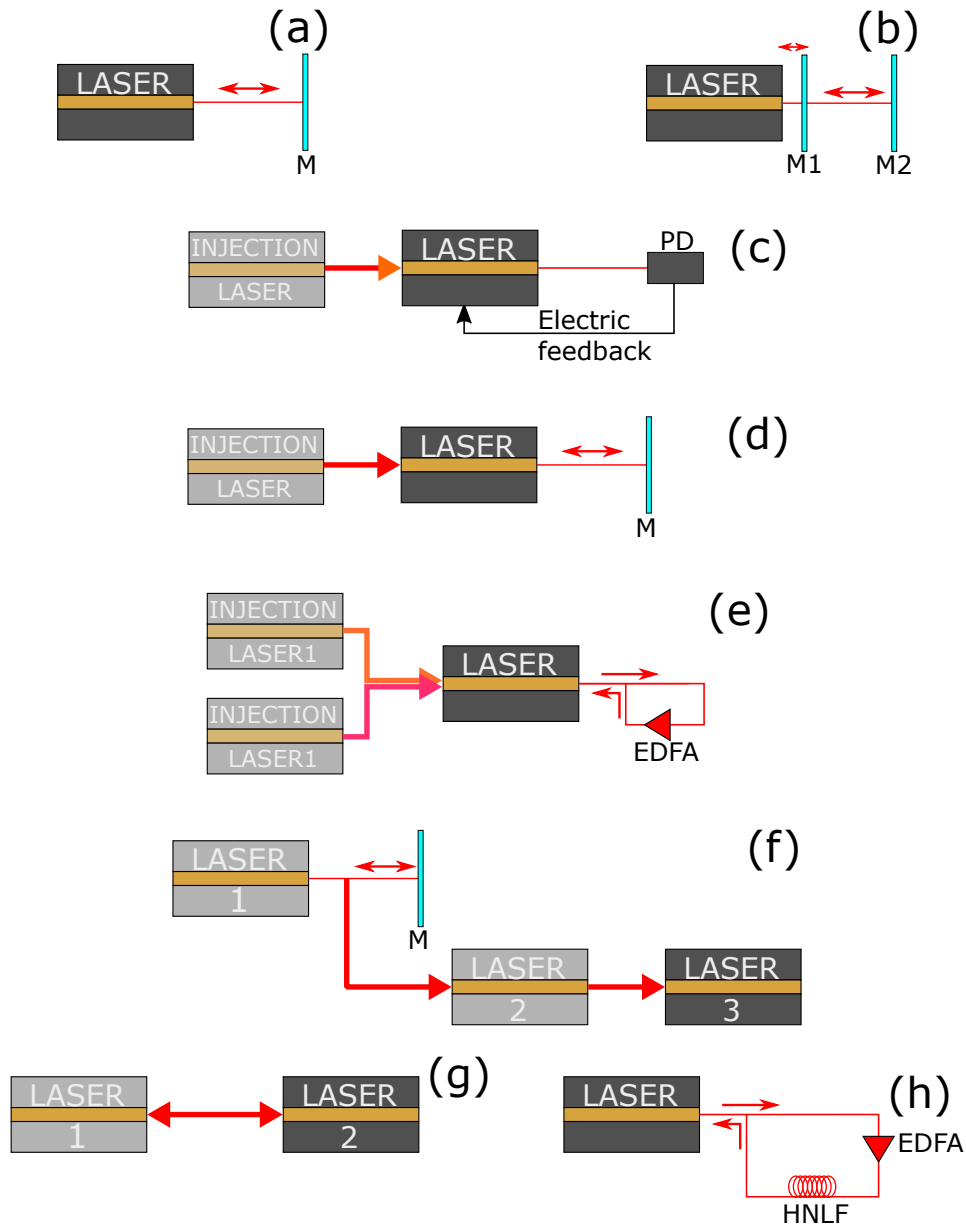 (a)
LASER
M
(b)
LASER
M1
M2
(c)
INJECTION
LASER
LASER
PD
Electric
feedback
(d)
INJECTION
LASER
LASER
M
(e)
INJECTION
LASER1
INJECTION
LASER1
LASER
EDFA
(f)
LASER
1
M
LASER
2
LASER
3
(g)
LASER
1
LASER
2
(h)
LASER
EDFA
HNLF